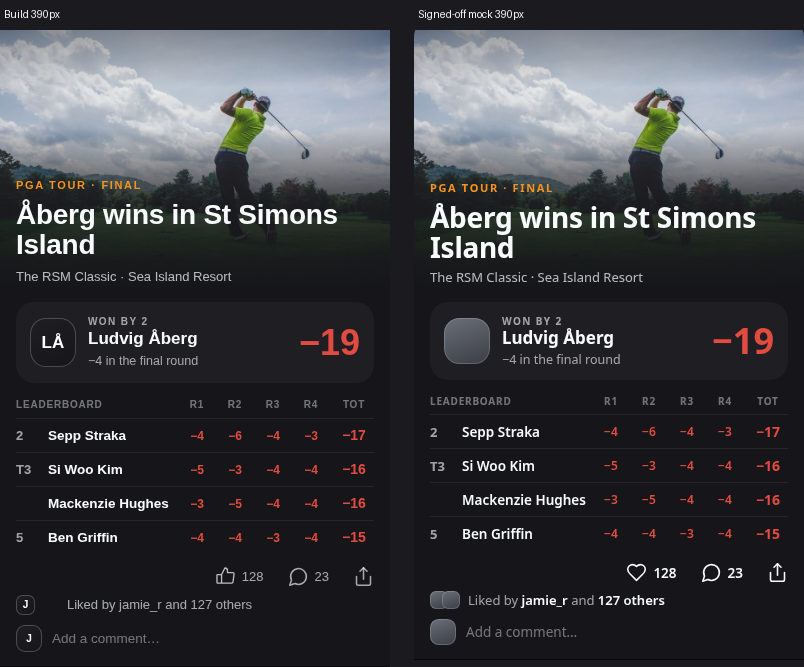 Build 390px
PGA TOUR · FINAL
Åberg wins in St Simons
Island
The RSM Classic · Sea Island Resort
LÅ
WON BY 2
Ludvig Åberg
−4 in the final round
−19
LEADERBOARD R1 R2 R3 R4 TOT
2 Sepp Straka −4 −6 −4 −3 −17
T3 Si Woo Kim −5 −3 −4 −4 −16
Mackenzie Hughes −3 −5 −4 −4 −16
5 Ben Griffin −4 −4 −3 −4 −15
128 23
J Liked by jamie_r and 127 others
J Add a comment…
Signed-off mock 390px
PGA TOUR · FINAL
Åberg wins in St Simons
Island
The RSM Classic · Sea Island Resort
WON BY 2
Ludvig Åberg
−4 in the final round
−19
LEADERBOARD R1 R2 R3 R4 TOT
2 Sepp Straka −4 −6 −4 −3 −17
T3 Si Woo Kim −5 −3 −4 −4 −16
Mackenzie Hughes −3 −5 −4 −4 −16
5 Ben Griffin −4 −4 −3 −4 −15
128 23
Liked by jamie_r and 127 others
Add a comment…